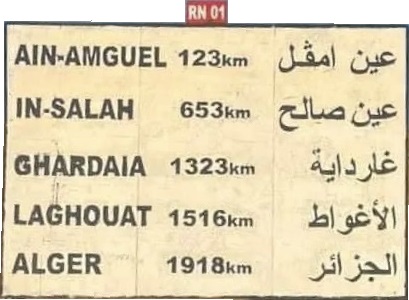 RN 01
AIN-AMGUEL 123km عين امڤل
IN-SALAH 653km عين صالح
GHARDAIA 1323km غارداية
LAGHOUAT 1516km الأغواط
ALGER 1918km الجزائر